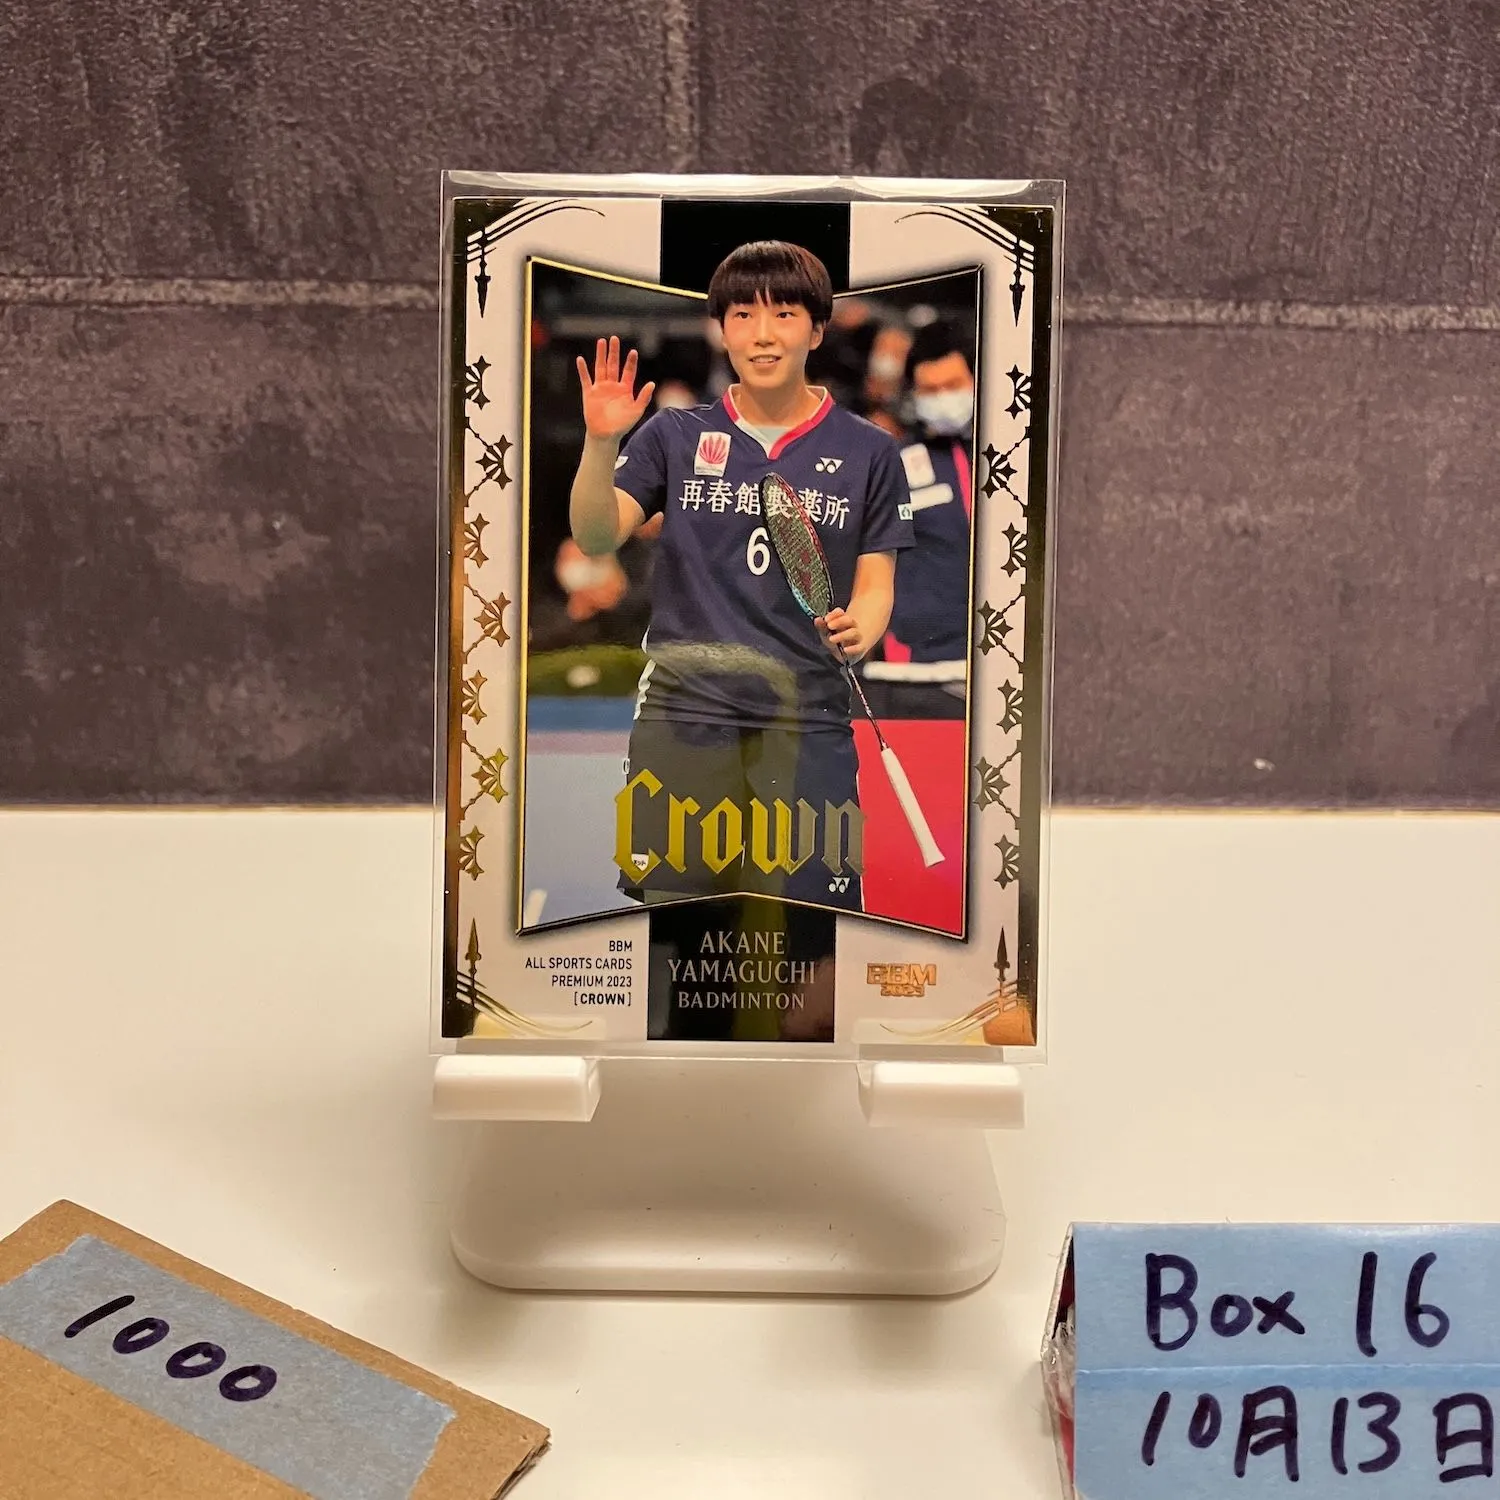 再春館製薬所
6
Crown
BBM
ALL SPORTS CARDS
PREMIUM 2023
[CROWN]
AKANE
YAMAGUCHI
BADMINTON
BBM
2023
1000
Box 16
10月13日